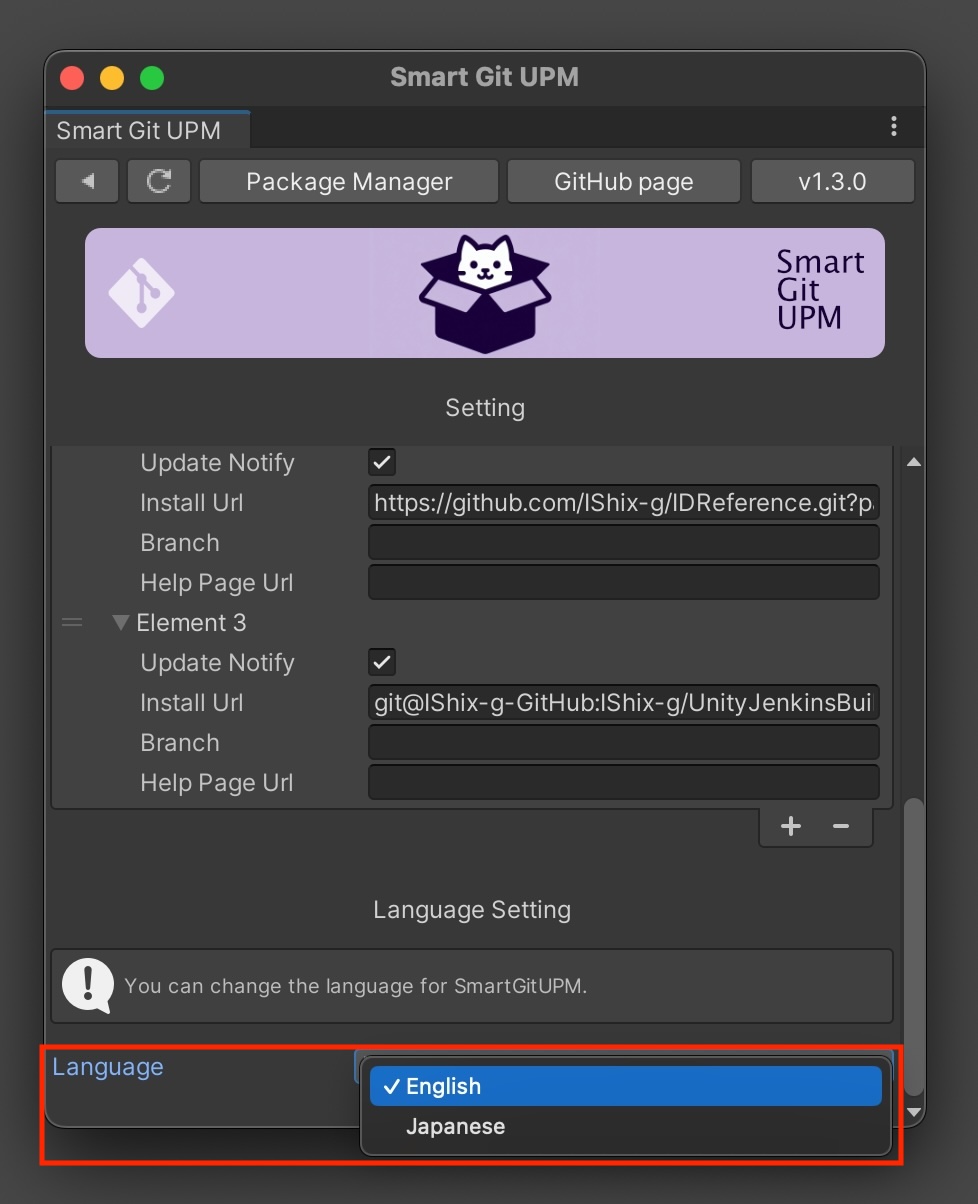 Smart Git UPM
Smart Git UPM
Package Manager GitHub page v1.3.0
Smart
Git
UPM
Setting
Update Notify
Install Url https://github.com/IShix-g/IDReference.git?p
Branch
Help Page Url
Element 3
Update Notify
Install Url git@IShix-g-GitHub:IShix-g/UnityJenkinsBui
Branch
Help Page Url
Language Setting
You can change the language for SmartGitUPM.
Language
English
Japanese